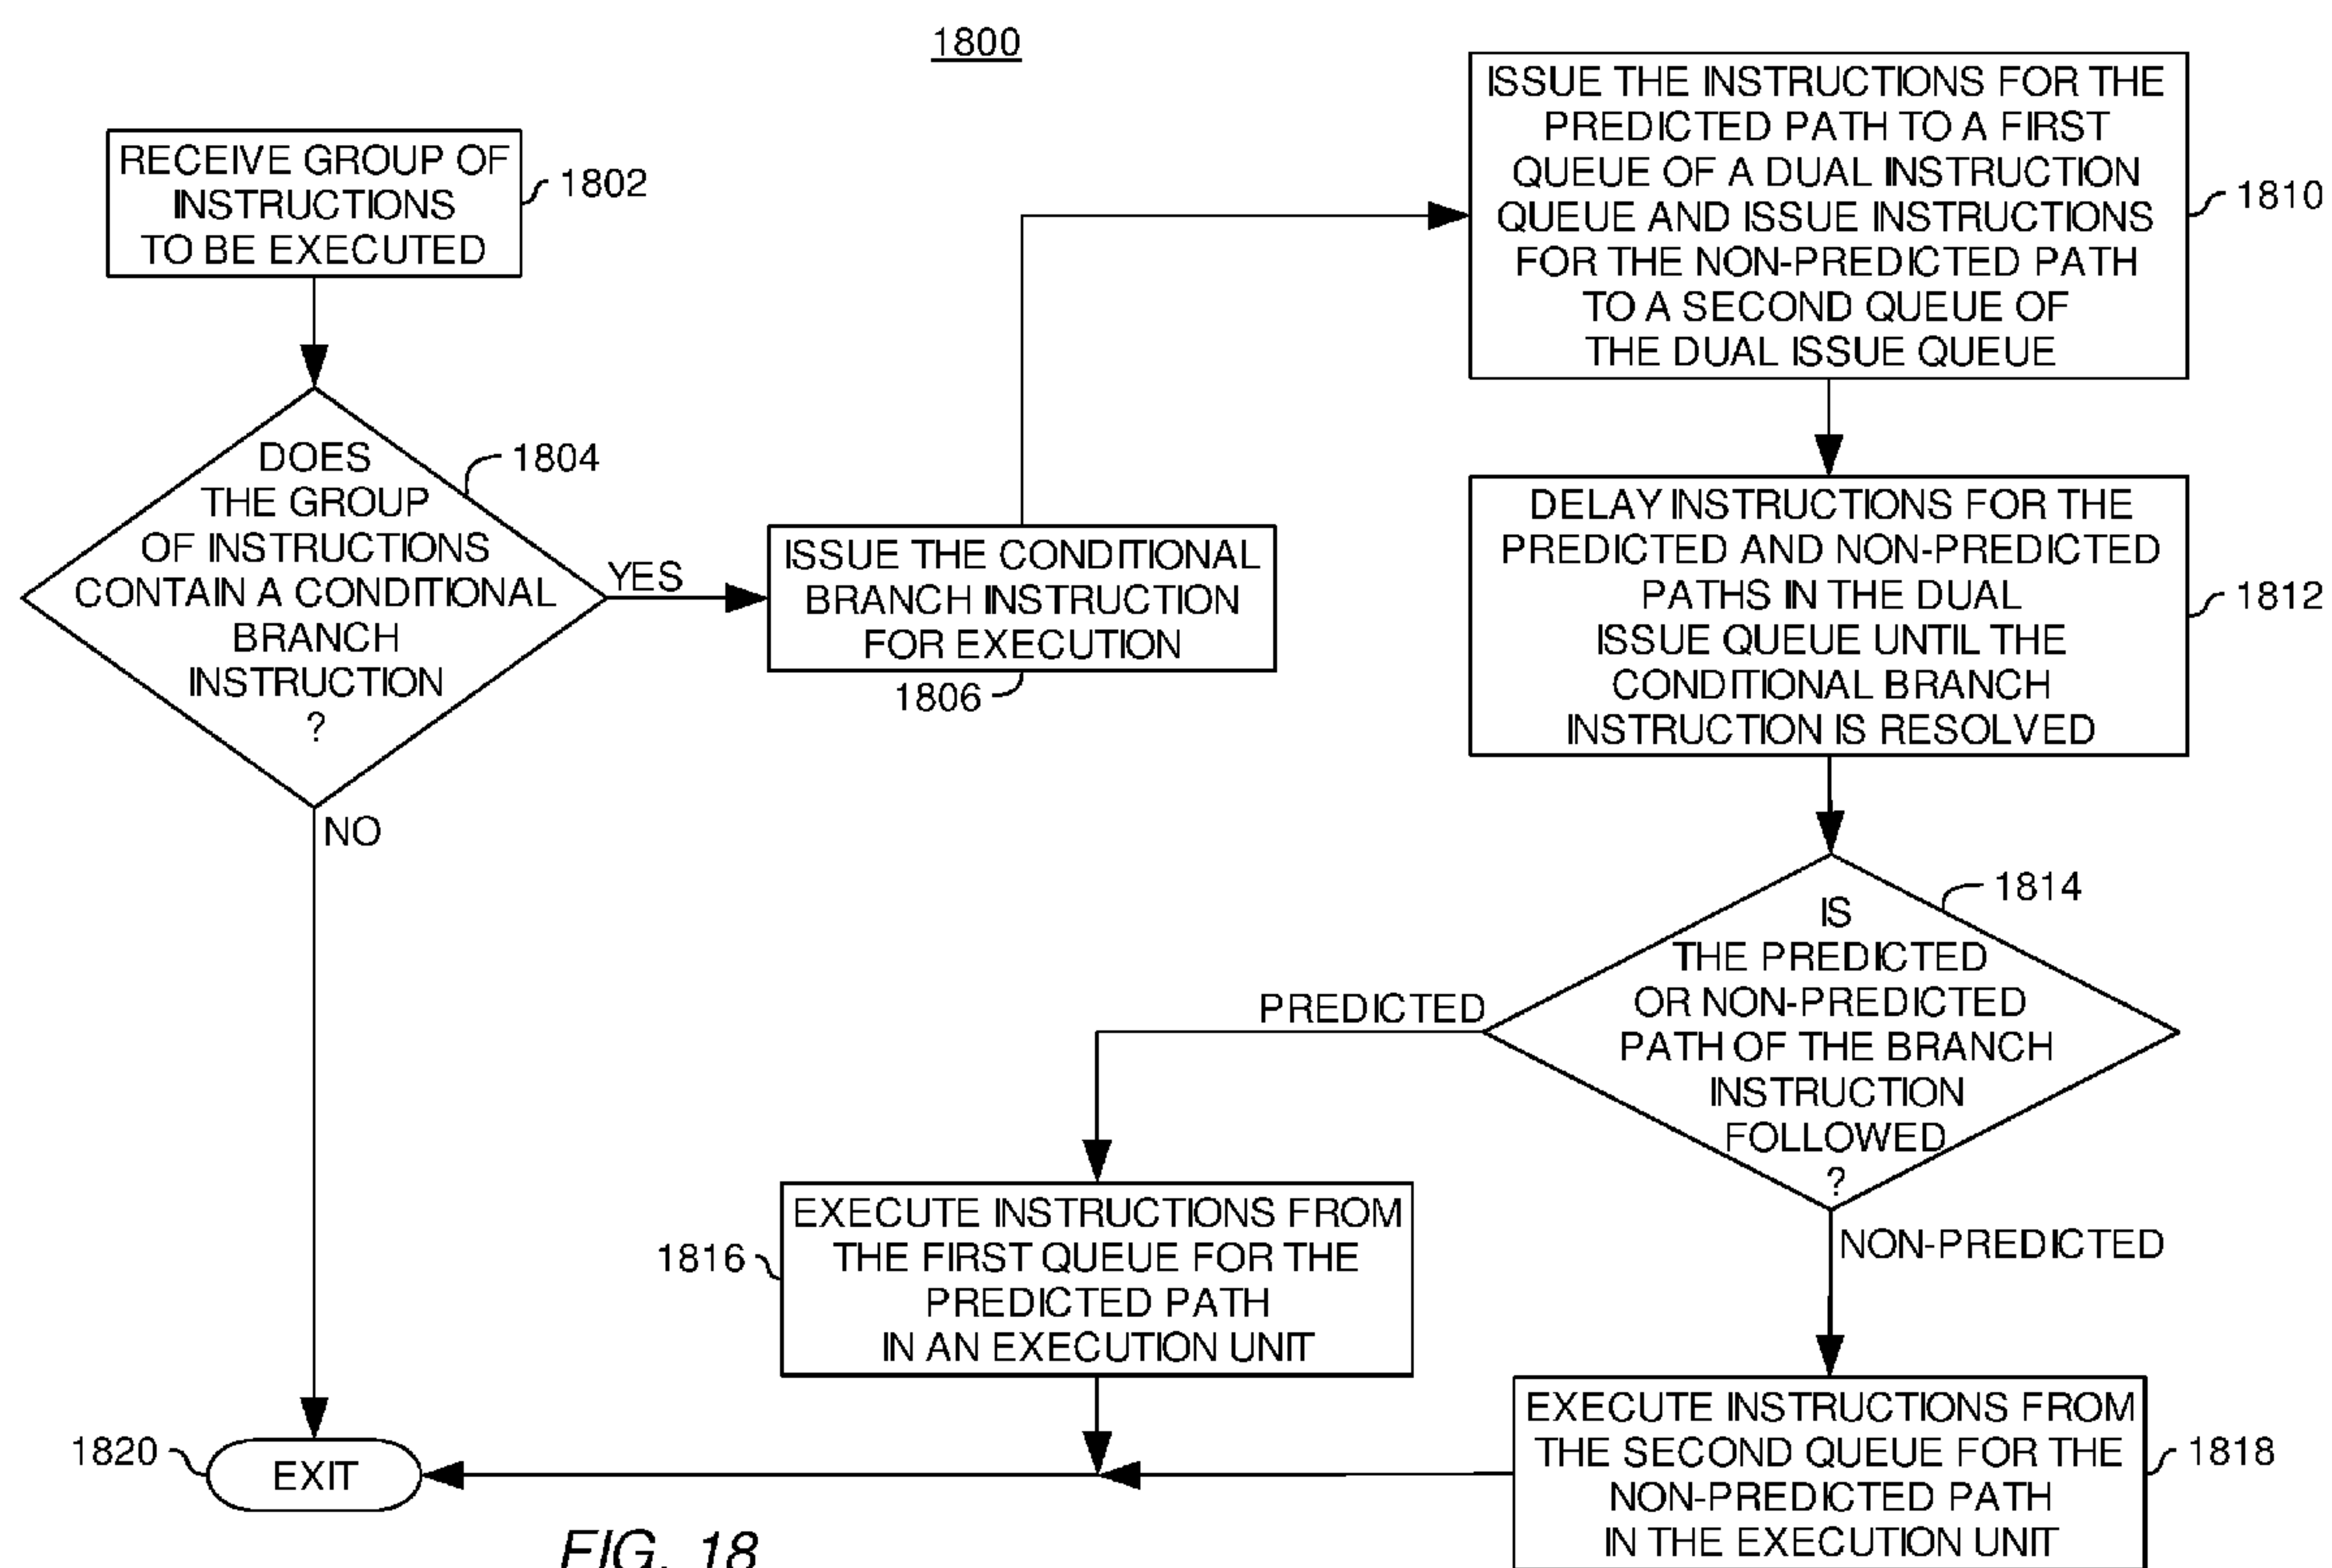 1800
RECEIVE GROUP OF
INSTRUCTIONS
TO BE EXECUTED
1802
DOES
THE GROUP
OF INSTRUCTIONS
CONTAIN A CONDITIONAL
BRANCH
INSTRUCTION
?
1804
YES
NO
ISSUE THE CONDITIONAL
BRANCH INSTRUCTION
FOR EXECUTION
1806
ISSUE THE INSTRUCTIONS FOR THE
PREDICTED PATH TO A FIRST
QUEUE OF A DUAL INSTRUCTION
QUEUE AND ISSUE INSTRUCTIONS
FOR THE NON-PREDICTED PATH
TO A SECOND QUEUE OF
THE DUAL ISSUE QUEUE
1810
DELAY INSTRUCTIONS FOR THE
PREDICTED AND NON-PREDICTED
PATHS IN THE DUAL
ISSUE QUEUE UNTIL THE
CONDITIONAL BRANCH
INSTRUCTION IS RESOLVED
1812
IS
THE PREDICTED
OR NON-PREDICTED
PATH OF THE BRANCH
INSTRUCTION
FOLLOWED
?
1814
PREDICTED
NON-PREDICTED
EXECUTE INSTRUCTIONS FROM
THE FIRST QUEUE FOR THE
PREDICTED PATH
IN AN EXECUTION UNIT
1816
EXECUTE INSTRUCTIONS FROM
THE SECOND QUEUE FOR THE
NON-PREDICTED PATH
IN THE EXECUTION UNIT
1818
1820
EXIT
FIG. 18